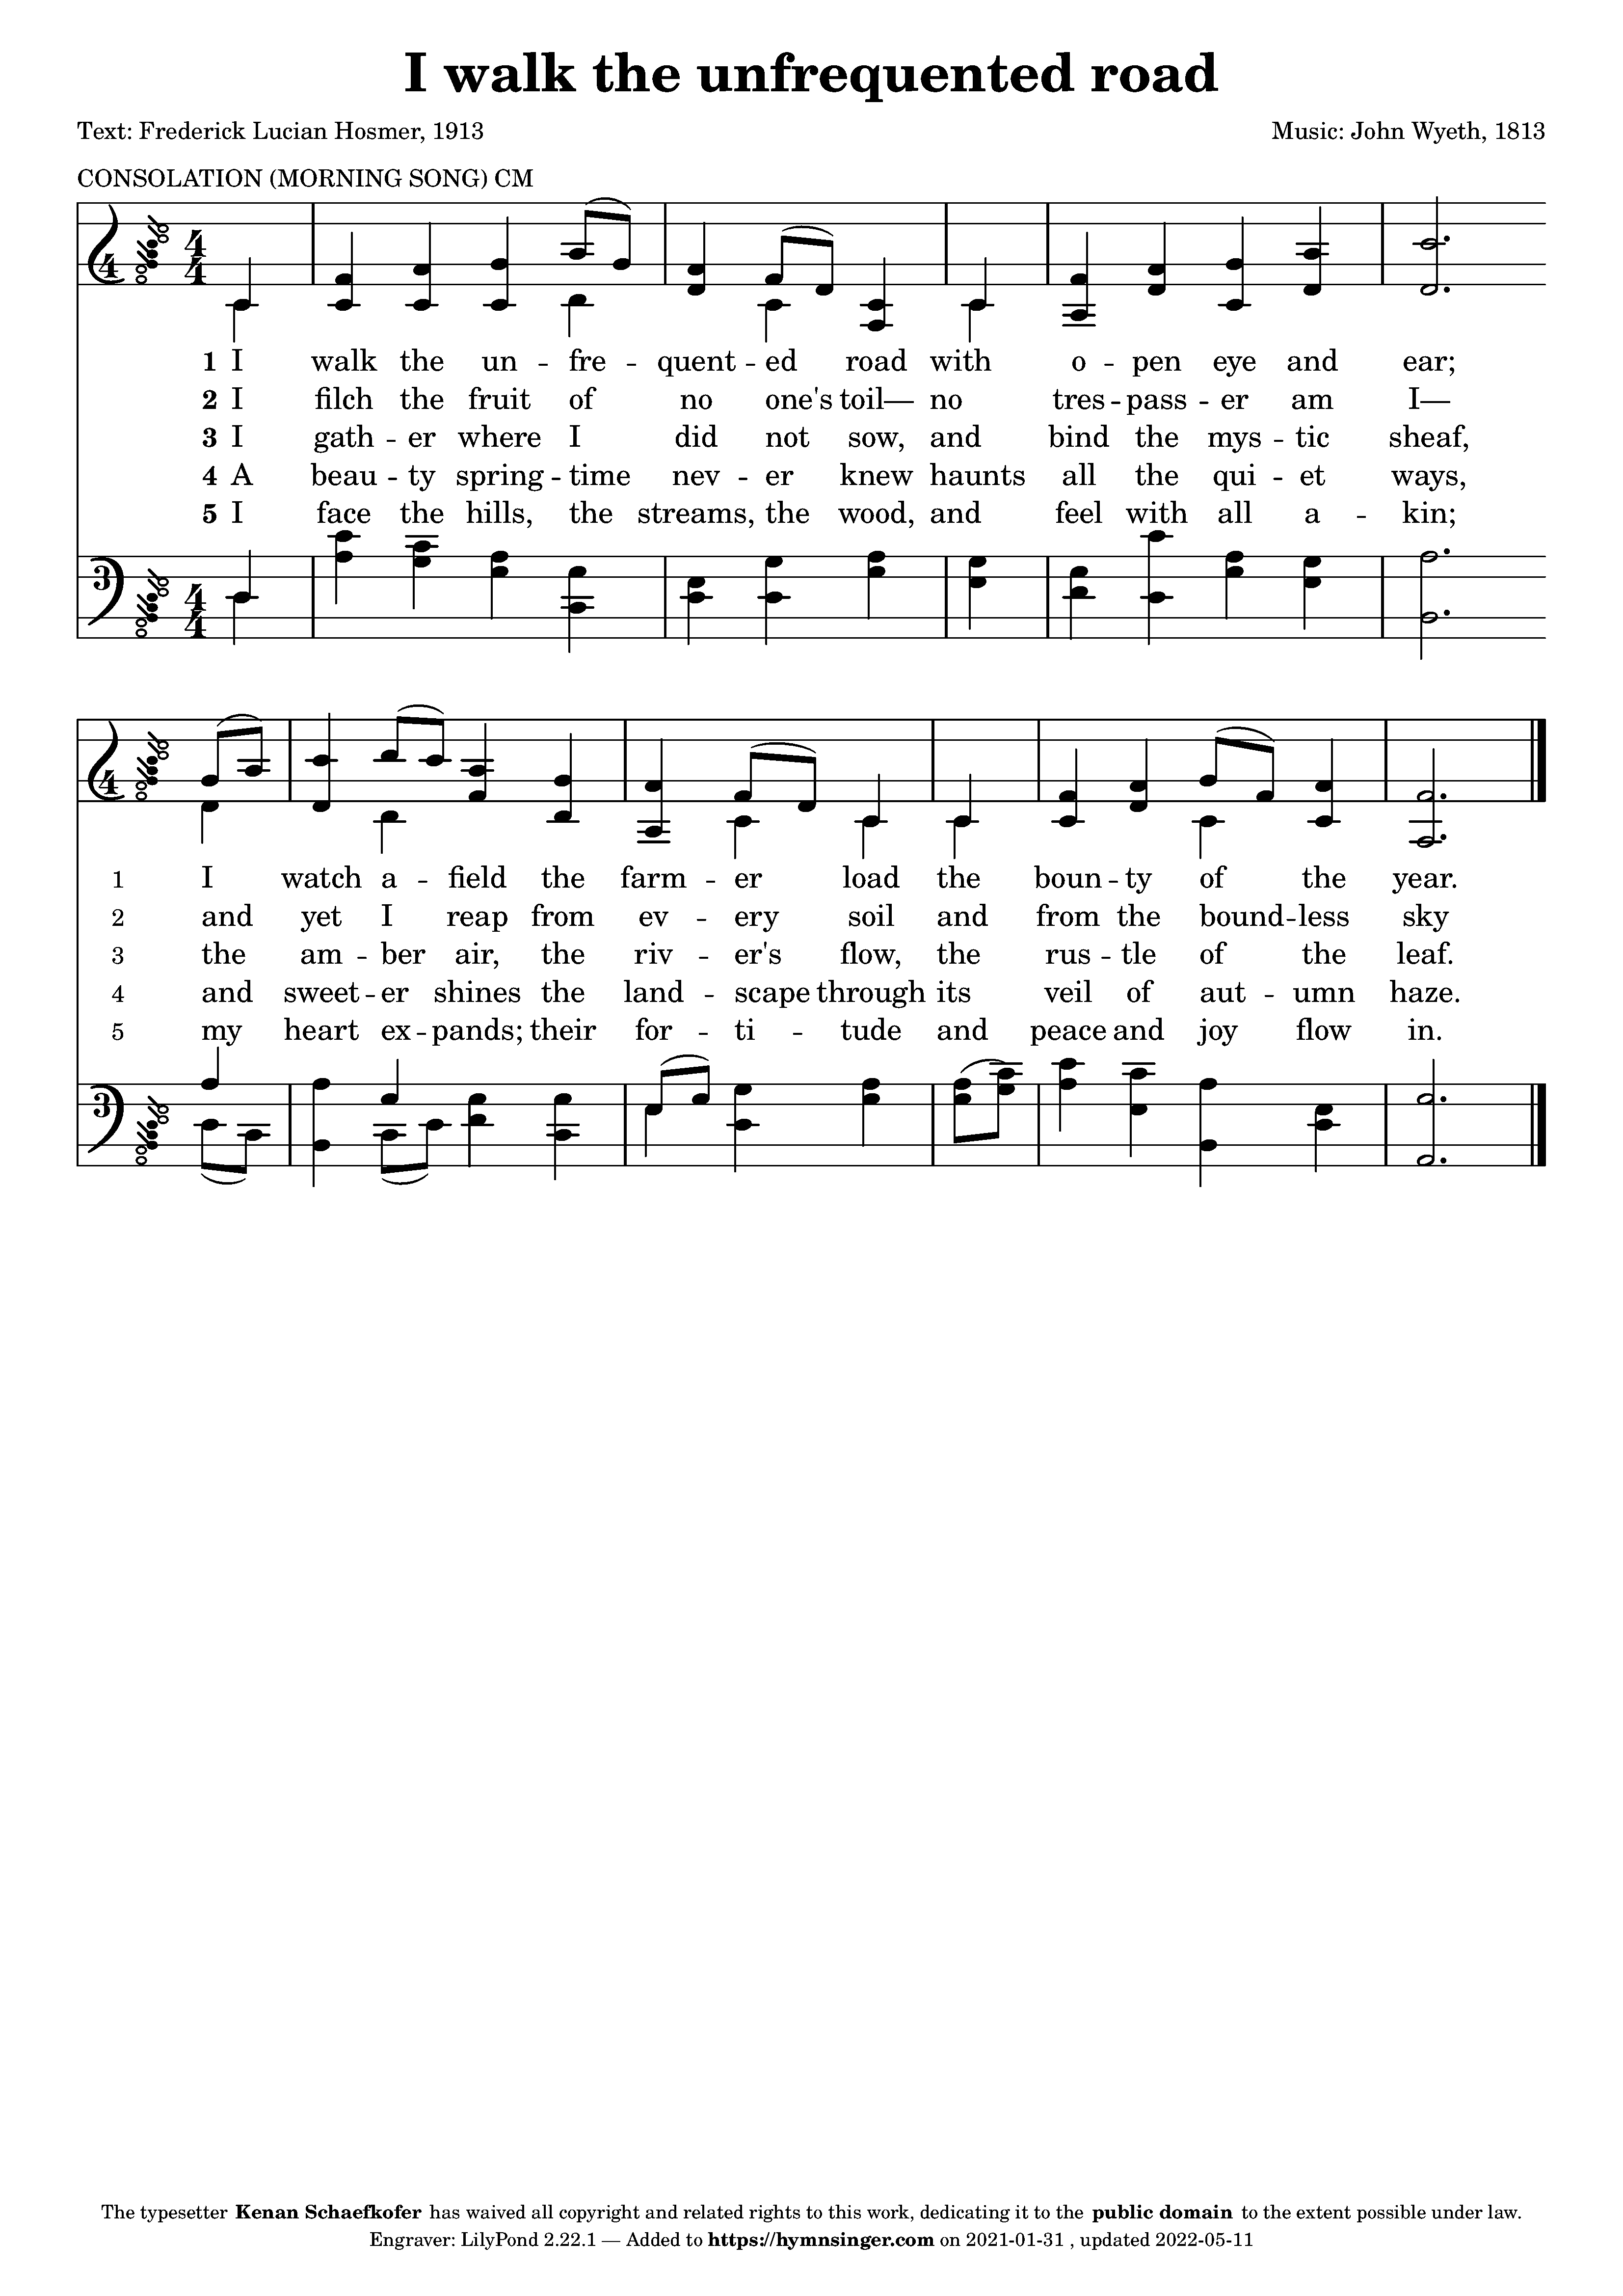 I walk the unfrequented road
Text: Frederick Lucian Hosmer, 1913
Music: John Wyeth, 1813
CONSOLATION (MORNING SONG) CM
1 I walk the un -- fre -- quent -- ed road with o -- pen eye and ear;
2 I filch the fruit of no one's toil— no tres -- pass -- er am I—
3 I gath -- er where I did not sow, and bind the mys -- tic sheaf,
4 A beau -- ty spring -- time nev -- er knew haunts all the qui -- et ways,
5 I face the hills, the streams, the wood, and feel with all a -- kin;
1 I watch a -- field the farm -- er load the boun -- ty of the year.
2 and yet I reap from ev -- ery soil and from the bound -- less sky
3 the am -- ber air, the riv -- er's flow, the rus -- tle of the leaf.
4 and sweet -- er shines the land -- scape through its veil of aut -- umn haze.
5 my heart ex -- pands; their for -- ti -- tude and peace and joy flow in.
The typesetter Kenan Schaefkofer has waived all copyright and related rights to this work, dedicating it to the public domain to the extent possible under law.
Engraver: LilyPond 2.22.1 — Added to https://hymnsinger.com on 2021-01-31 , updated 2022-05-11